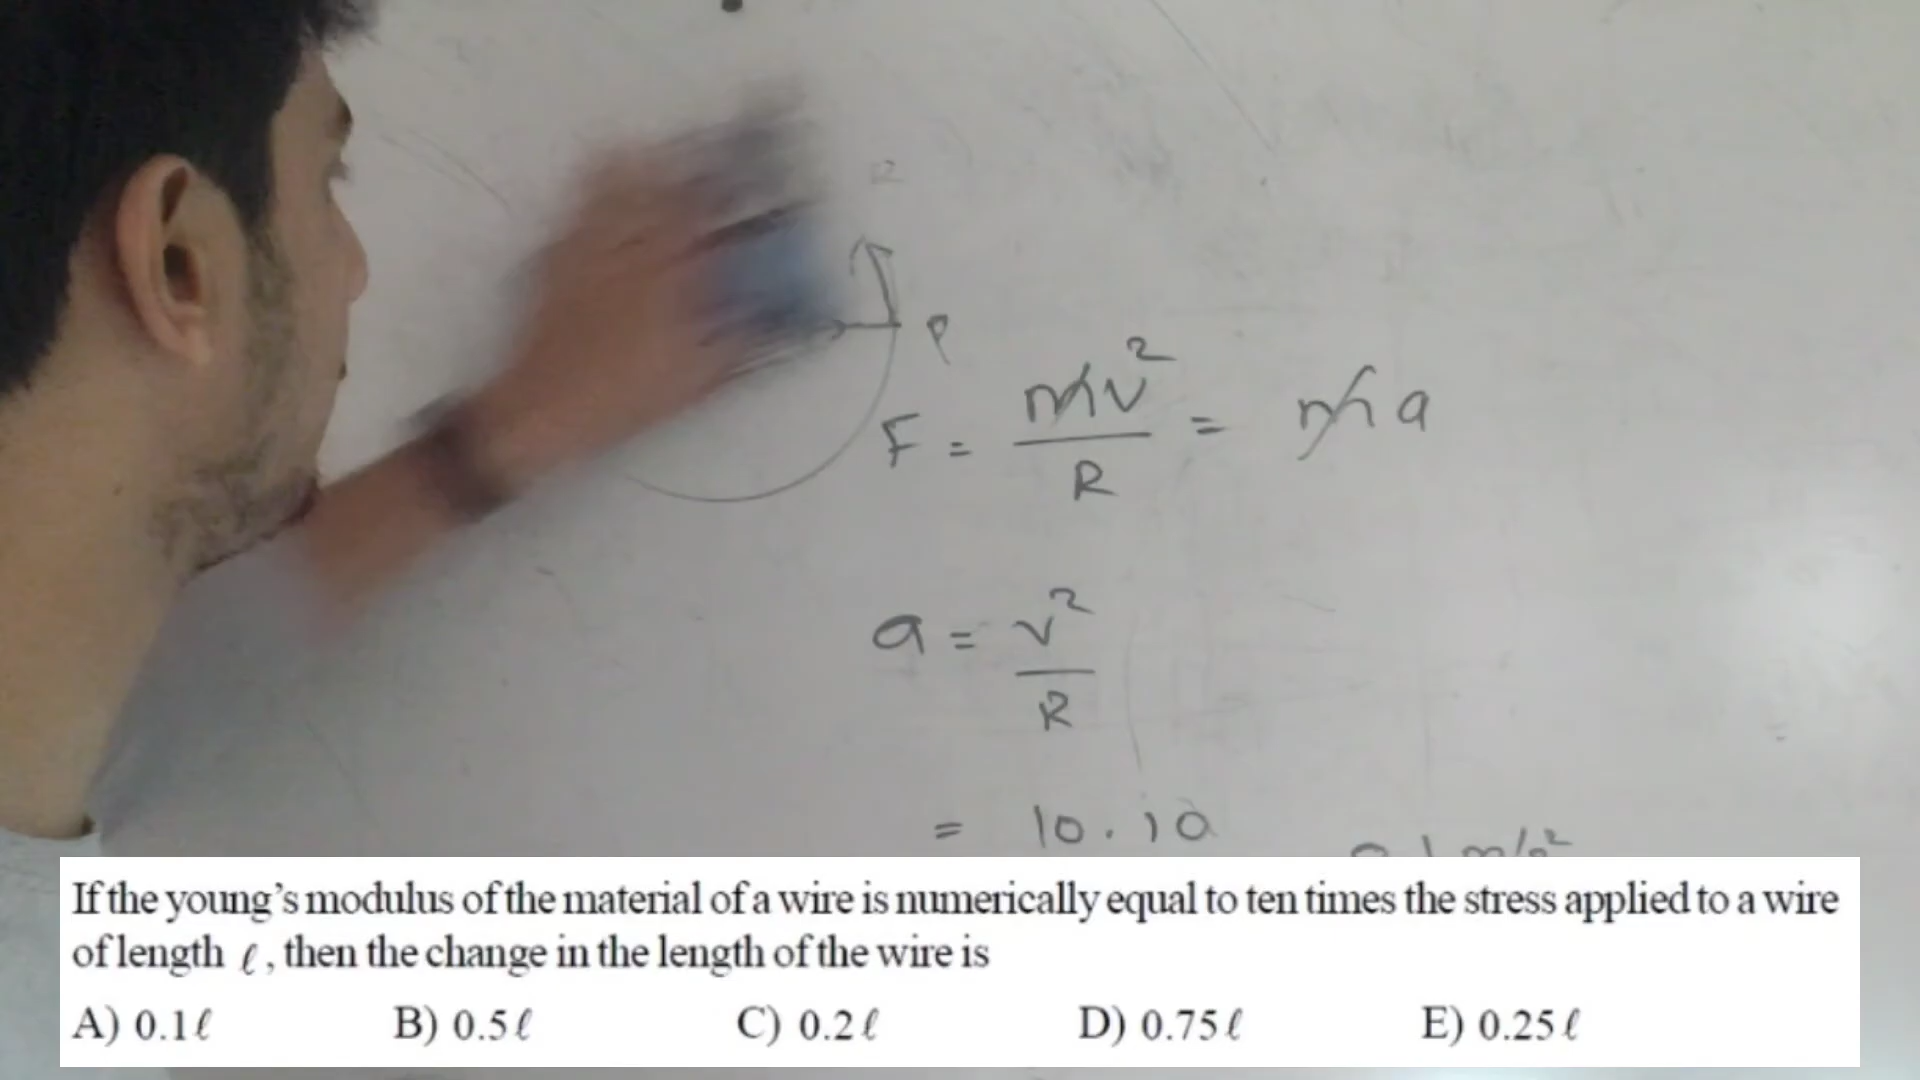 P
F = mv² / R = ma
a = v² / R
= 10.10
If the young's modulus of the material of a wire is numerically equal to ten times the stress applied to a wire
of length ℓ, then the change in the length of the wire is
A) 0.1ℓ B) 0.5ℓ C) 0.2ℓ D) 0.75ℓ E) 0.25ℓ